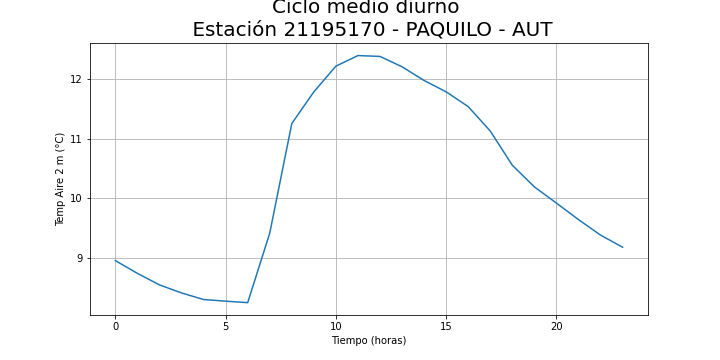 Ciclo medio diurno
Estación 21195170 - PAQUILO - AUT
12
11
10
9
Temp Aire 2 m (°C)
0 5 10 15 20
Tiempo (horas)